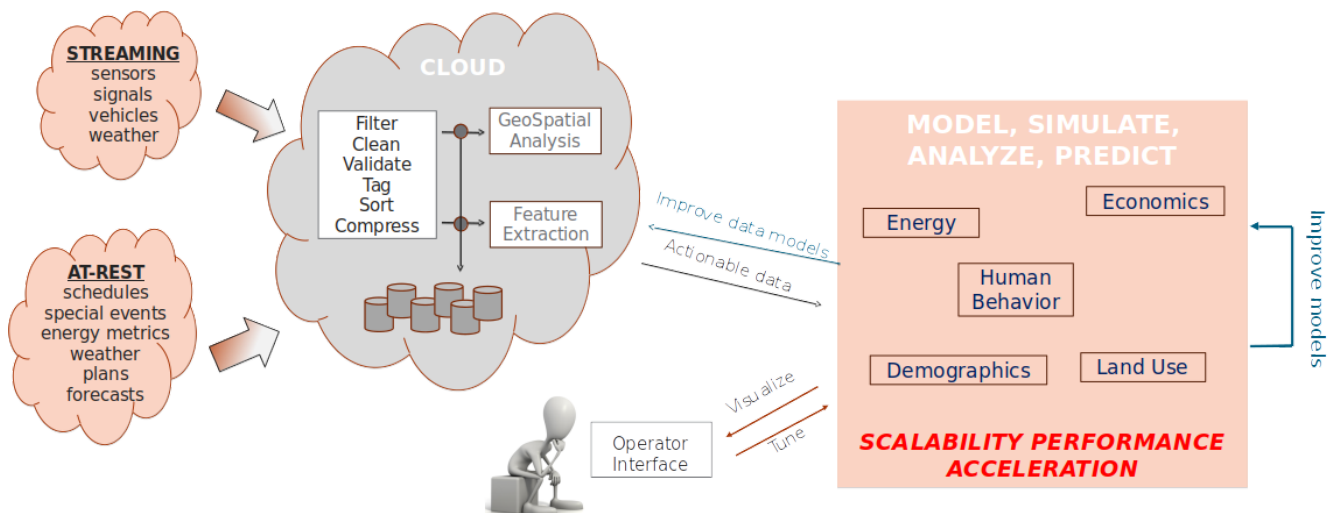 STREAMING
sensors
signals
vehicles
weather
AT-REST
schedules
special events
energy metrics
weather
plans
forecasts
CLOUD
Filter
Clean
Validate
Tag
Sort
Compress
GeoSpatial
Analysis
Feature
Extraction
Improve data models
Actionable data
Visualize
Tune
Operator
Interface
MODEL, SIMULATE,
ANALYZE, PREDICT
Economics
Energy
Human
Behavior
Demographics
Land Use
SCALABILITY PERFORMANCE
ACCELERATION
Improve models